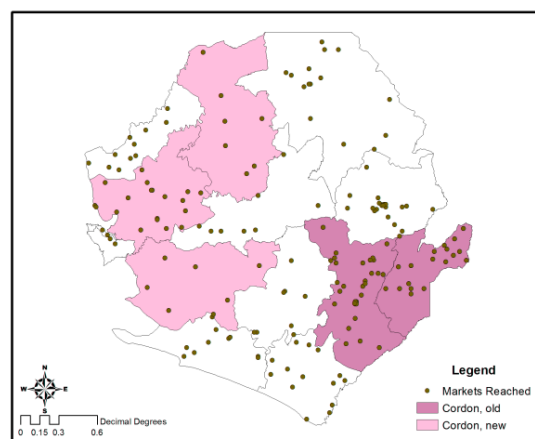 N
W E
S
Decimal Degrees
0 0.15 0.3 0.6
Legend
Markets Reached
Cordon, old
Cordon, new